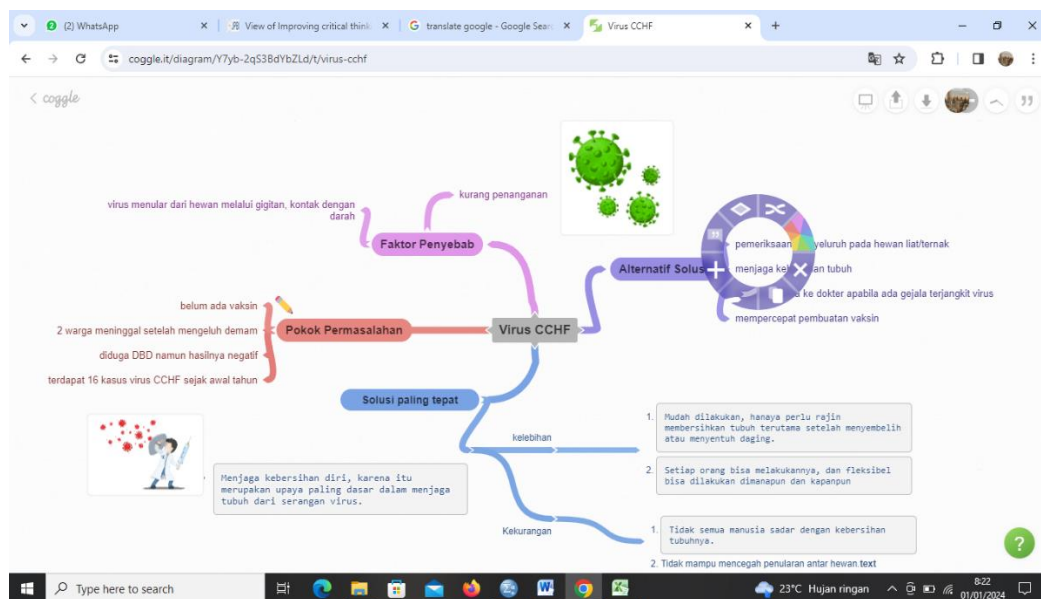 (2) WhatsApp
View of Improving critical think
translate google - Google Sear
Virus CCHF
coggle.it/diagram/Y7yb-2qS3BdYbZLd/t/virus-cchf
coggle
kurang penanganan
virus menular dari hewan melalui gigitan, kontak dengan
darah
Faktor Penyebab
Alternatif Solus
pemeriksaan
yeluruh pada hewan liat/ternak
menjaga ke
an tubuh
ke dokter apabila ada gejala terjangkit virus
mempercepat pembuatan vaksin
belum ada vaksin
2 warga meninggal setelah mengeluh demam
diduga DBD namun hasilnya negatif
terdapat 16 kasus virus CCHF sejak awal tahun
Pokok Permasalahan
Virus CCHF
Solusi paling tepat
Menjaga kebersihan diri, karena itu
merupakan upaya paling dasar dalam menjaga
tubuh dari serangan virus.
kelebihan
1. Mudah dilakukan, hanaya perlu rajin
membersihkan tubuh terutama setelah menyembelih
atau menyentuh daging.
2. Setiap orang bisa melakukannya, dan fleksibel
bisa dilakukan dimanapun dan kapanpun
Kekurangan
1. Tidak semua manusia sadar dengan kebersihan
tubuhnya.
2. Tidak mampu mencegah penularan antar hewan text
?
Type here to search
23°C Hujan ringan
8:22
01/01/2024